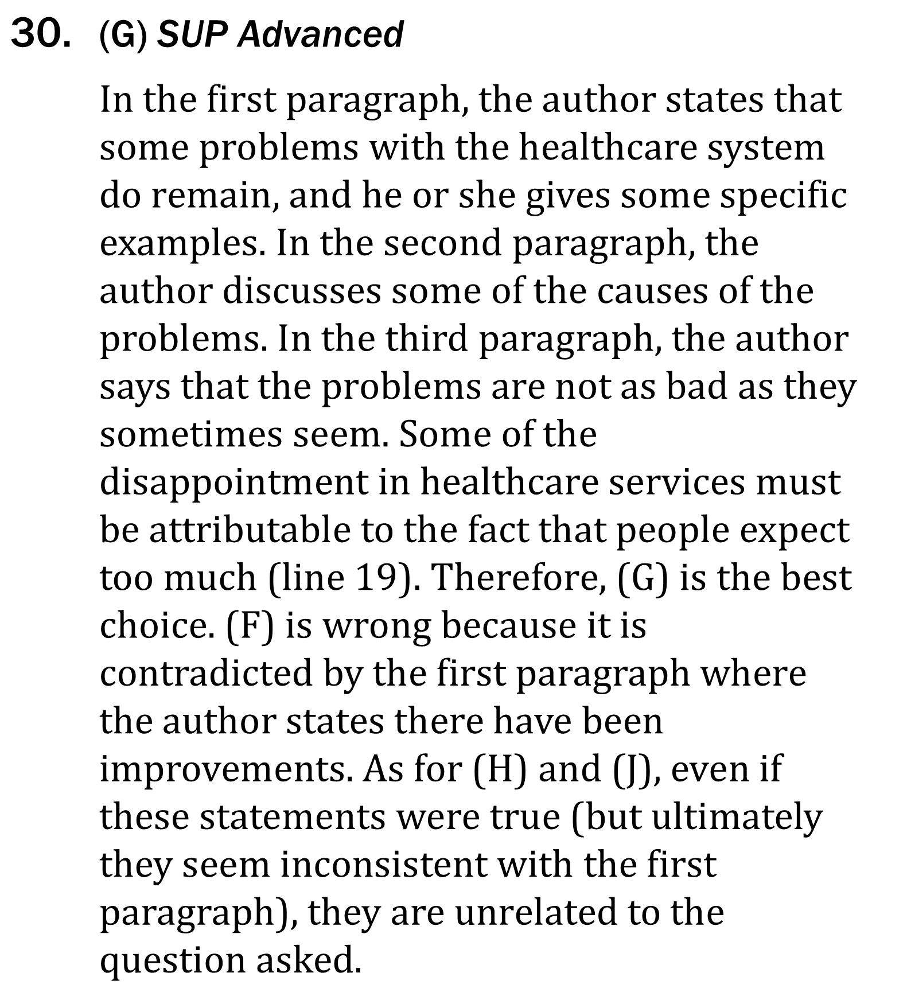 30. (G) SUP Advanced
In the first paragraph, the author states that
some problems with the healthcare system
do remain, and he or she gives some specific
examples. In the second paragraph, the
author discusses some of the causes of the
problems. In the third paragraph, the author
says that the problems are not as bad as they
sometimes seem. Some of the
disappointment in healthcare services must
be attributable to the fact that people expect
too much (line 19). Therefore, (G) is the best
choice. (F) is wrong because it is
contradicted by the first paragraph where
the author states there have been
improvements. As for (H) and (J), even if
these statements were true (but ultimately
they seem inconsistent with the first
paragraph), they are unrelated to the
question asked.